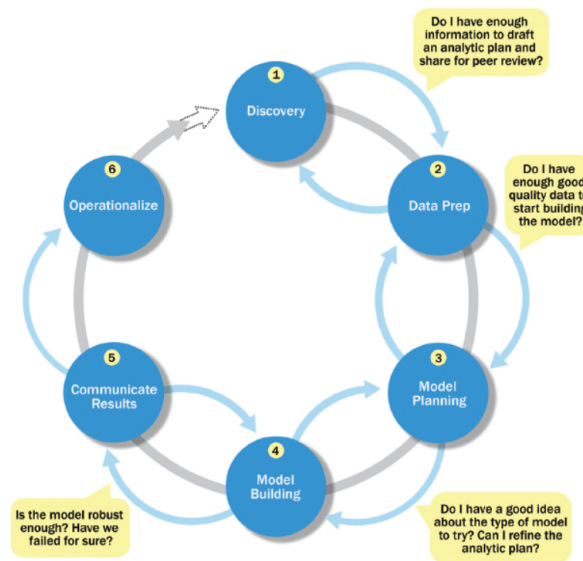 Do I have enough
information to draft
an analytic plan and
share for peer review?
1
Discovery
2
Data Prep
Do I have
enough good
quality data t
start building
the model?
3
Model
Planning
Do I have a good idea
about the type of model
to try? Can I refine the
analytic plan?
4
Model
Building
Is the model robust
enough? Have we
failed for sure?
5
Communicate
Results
6
Operationalize